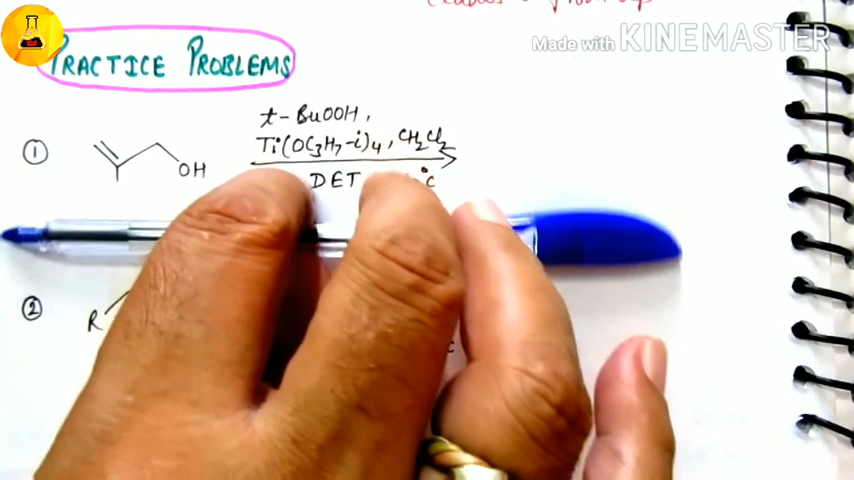 Made with KINEMASTER
PRACTICE PROBLEMS
①
t-BuOOH,
Ti(OC3H7-i)4, CH2Cl2
OH
DET
②
R